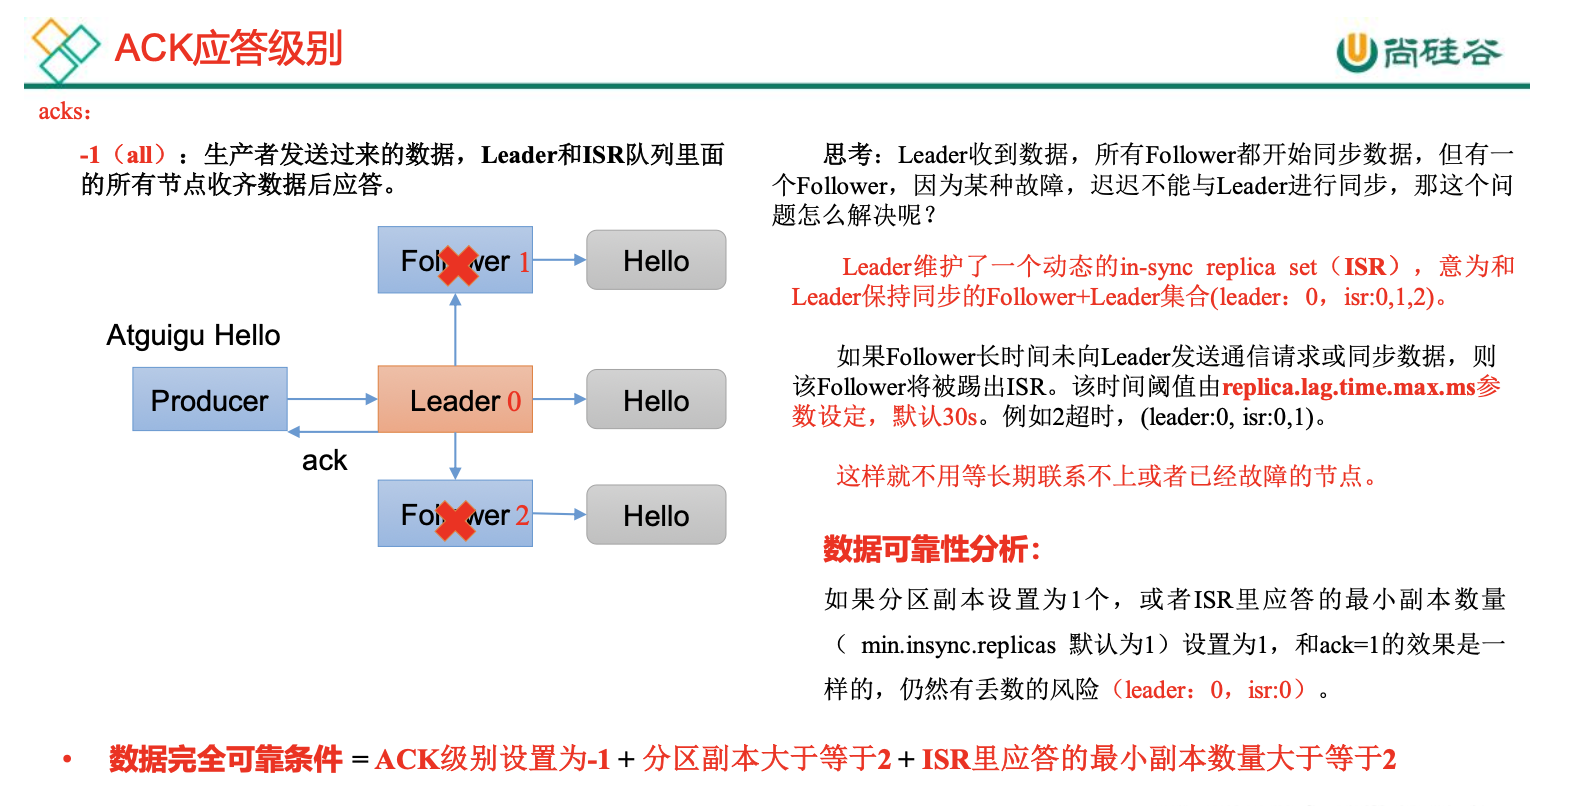 ACK应答级别
尚硅谷
acks:
-1（all）：生产者发送过来的数据，Leader和ISR队列里面
的所有节点收齐数据后应答。
Follower 1
Hello
Atguigu Hello
Producer
Leader 0
Hello
ack
Follower 2
Hello
思考：Leader收到数据，所有Follower都开始同步数据，但有一
个Follower，因为某种故障，迟迟不能与Leader进行同步，那这个问
题怎么解决呢？
Leader维护了一个动态的in-sync replica set（ISR），意为和
Leader保持同步的Follower+Leader集合(leader：0，isr:0,1,2)。
如果Follower长时间未向Leader发送通信请求或同步数据，则
该Follower将被踢出ISR。该时间阈值由replica.lag.time.max.ms参
数设定，默认30s。例如2超时，(leader:0, isr:0,1)。
这样就不用等长期联系不上或者已经故障的节点。
数据可靠性分析：
如果分区副本设置为1个，或者ISR里应答的最小副本数量
（ min.insync.replicas 默认为1）设置为1，和ack=1的效果是一
样的，仍然有丢数的风险（leader：0，isr:0）。
• 数据完全可靠条件 = ACK级别设置为-1 + 分区副本大于等于2 + ISR里应答的最小副本数量大于等于2